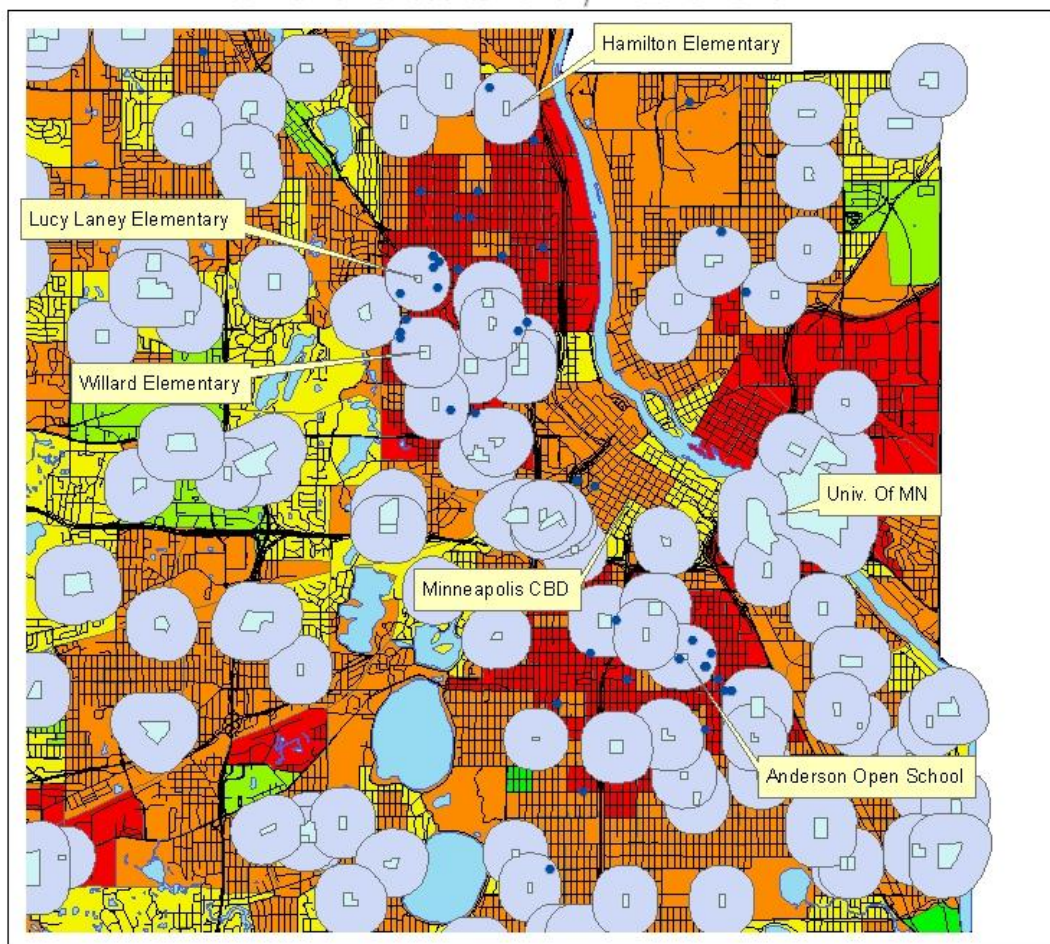 Hamilton Elementary
Lucy Laney Elementary
Willard Elementary
Univ. Of MN
Minneapolis CBD
Anderson Open School